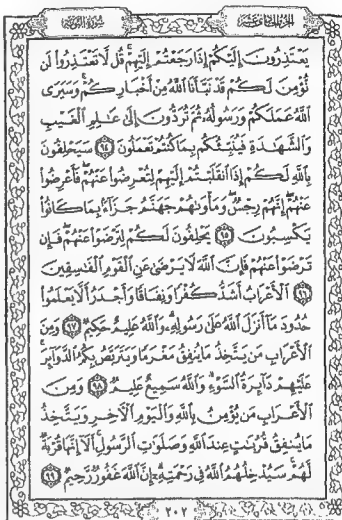 الجزء الحادي عشر سورة التوبة
يَعْتَذِرُونَ إِلَيْكُمْ إِذَا رَجَعْتُمْ إِلَيْهِمْ قُل لَّا تَعْتَذِرُوا لَن
نُّؤْمِنَ لَكُمْ قَدْ نَبَّأَنَا اللَّهُ مِنْ أَخْبَارِكُمْ وَسَيَرَى
اللَّهُ عَمَلَكُمْ وَرَسُولُهُ ثُمَّ تُرَدُّونَ إِلَىٰ عَالِمِ الْغَيْبِ
وَالشَّهَادَةِ فَيُنَبِّئُكُم بِمَا كُنتُمْ تَعْمَلُونَ ٩٤ سَيَحْلِفُونَ
بِاللَّهِ لَكُمْ إِذَا انقَلَبْتُمْ إِلَيْهِمْ لِتُعْرِضُوا عَنْهُمْ فَأَعْرِضُوا
عَنْهُمْ إِنَّهُمْ رِجْسٌ وَمَأْوَاهُمْ جَهَنَّمُ جَزَاءً بِمَا كَانُوا
يَكْسِبُونَ ٩٥ يَحْلِفُونَ لَكُمْ لِتَرْضَوْا عَنْهُمْ فَإِن
تَرْضَوْا عَنْهُمْ فَإِنَّ اللَّهَ لَا يَرْضَىٰ عَنِ الْقَوْمِ الْفَاسِقِينَ
٩٦ الْأَعْرَابُ أَشَدُّ كُفْرًا وَنِفَاقًا وَأَجْدَرُ أَلَّا يَعْلَمُوا
حُدُودَ مَا أَنزَلَ اللَّهُ عَلَىٰ رَسُولِهِ وَاللَّهُ عَلِيمٌ حَكِيمٌ ٩٧ وَمِنَ
الْأَعْرَابِ مَن يَتَّخِذُ مَا يُنفِقُ مَغْرَمًا وَيَتَرَبَّصُ بِكُمُ الدَّوَائِرَ
عَلَيْهِمْ دَائِرَةُ السَّوْءِ وَاللَّهُ سَمِيعٌ عَلِيمٌ ٩٨ وَمِنَ
الْأَعْرَابِ مَن يُؤْمِنُ بِاللَّهِ وَالْيَوْمِ الْآخِرِ وَيَتَّخِذُ
مَا يُنفِقُ قُرُبَاتٍ عِندَ اللَّهِ وَصَلَوَاتِ الرَّسُولِ أَلَا إِنَّهَا قُرْبَةٌ
لَّهُمْ سَيُدْخِلُهُمُ اللَّهُ فِي رَحْمَتِهِ إِنَّ اللَّهَ غَفُورٌ رَّحِيمٌ ٩٩
٢٠٢